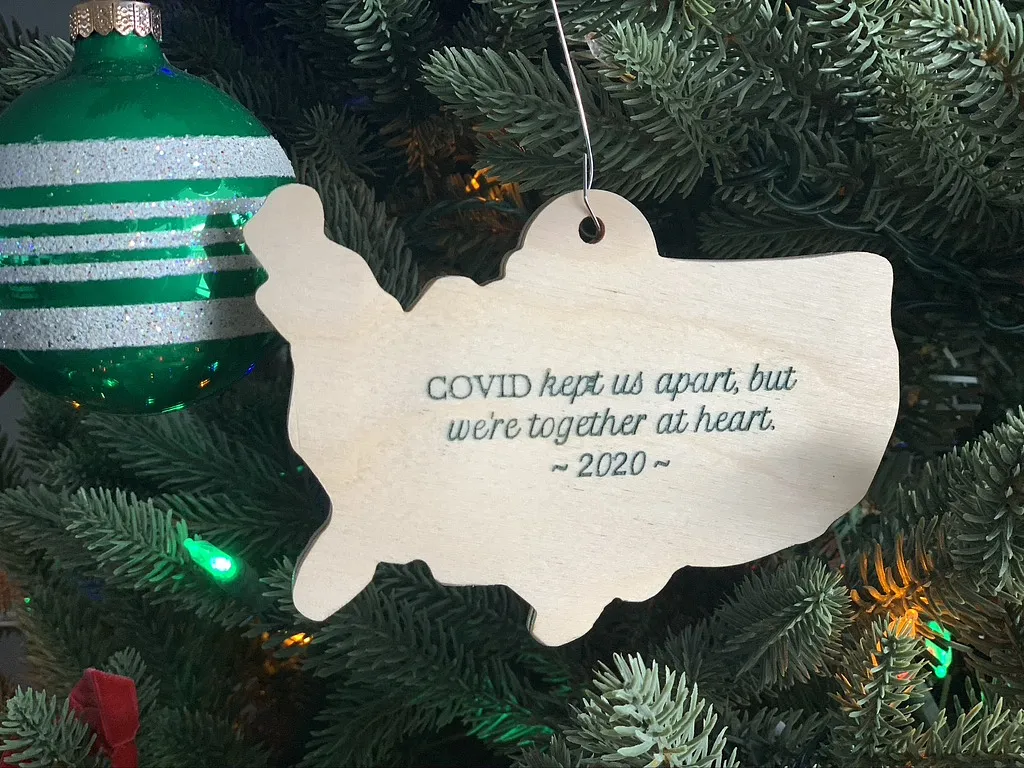 COVID kept us apart, but
we're together at heart.
~ 2020 ~